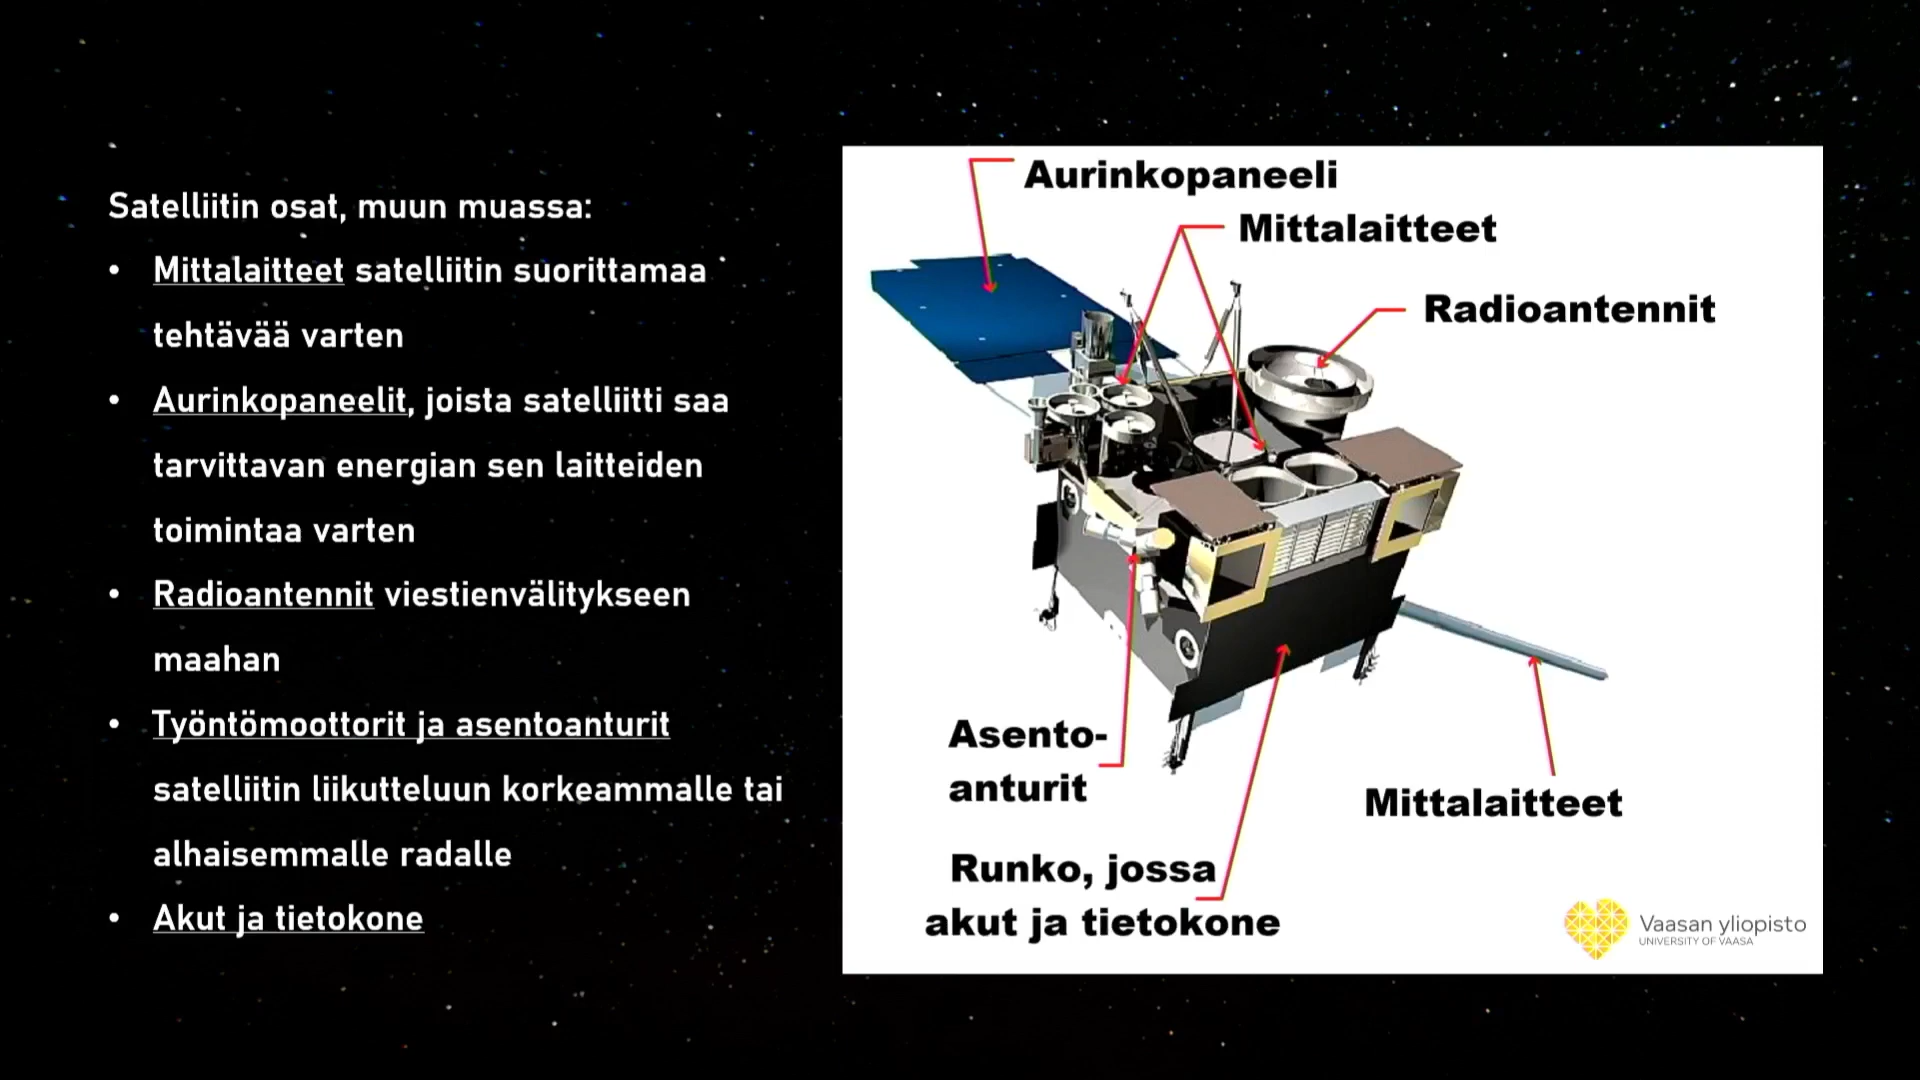 Satelliitin osat, muun muassa:
• Mittalaitteet satelliitin suorittamaa
tehtävää varten
• Aurinkopaneelit, joista satelliitti saa
tarvittavan energian sen laitteiden
toimintaa varten
• Radioantennit viestienvälitykseen
maahan
• Työntömoottorit ja asentoanturit
satelliitin liikutteluun korkeammalle tai
alhaisemmalle radalle
• Akut ja tietokone
Aurinkopaneeli
Mittalaitteet
Radioantennit
Asento-
anturit
Mittalaitteet
Runko, jossa
akut ja tietokone
Vaasan yliopisto
UNIVERSITY OF VAASA